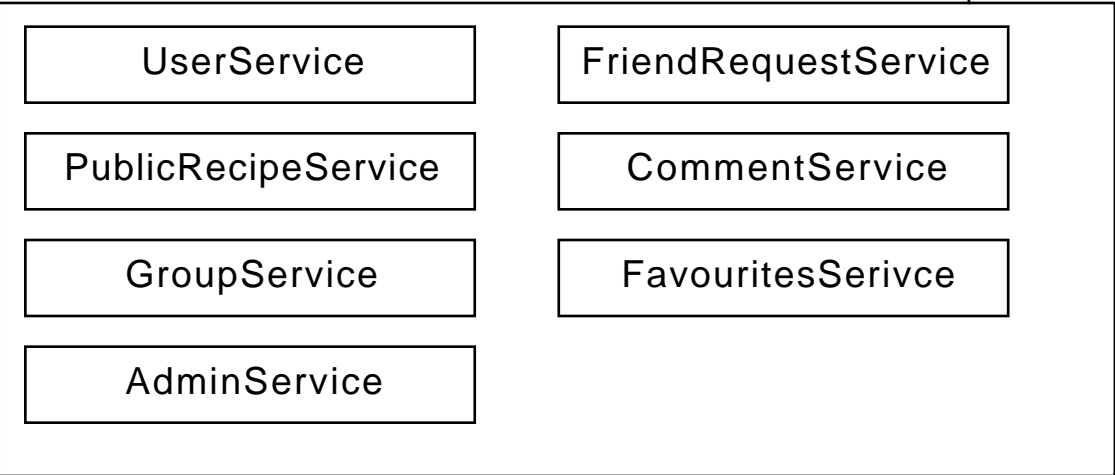 UserService
FriendRequestService
PublicRecipeService
CommentService
GroupService
FavouritesSerivce
AdminService